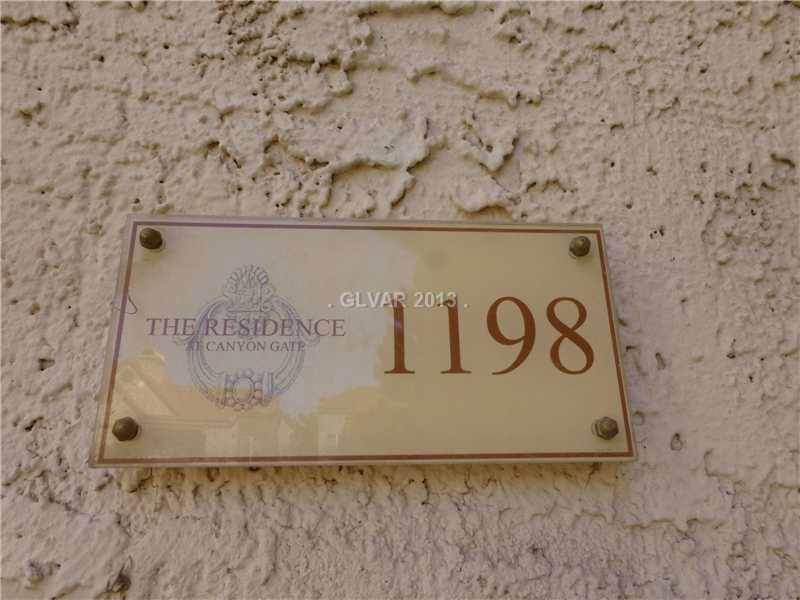 . GLVAR 2013 .
THE RESIDENCE
AT CANYON GATE
1198